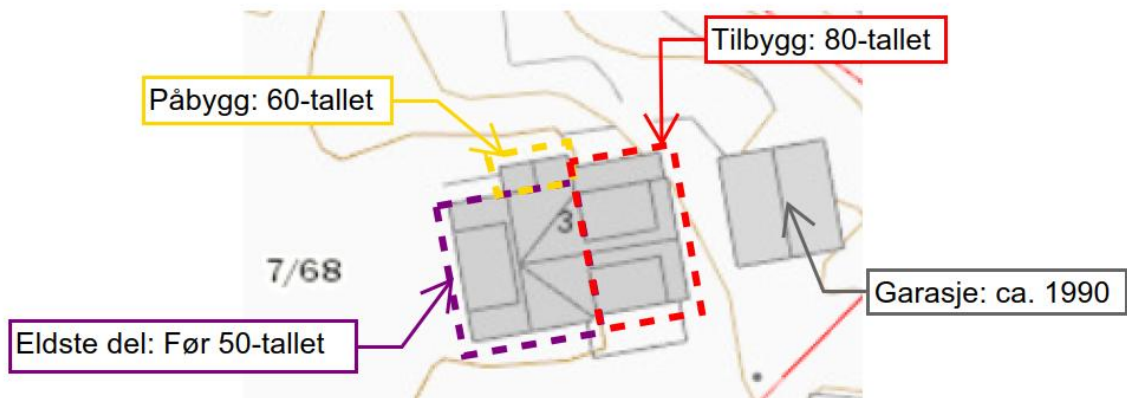 Tilbygg: 80-tallet
Påbygg: 60-tallet
3
7/68
Garasje: ca. 1990
Eldste del: Før 50-tallet